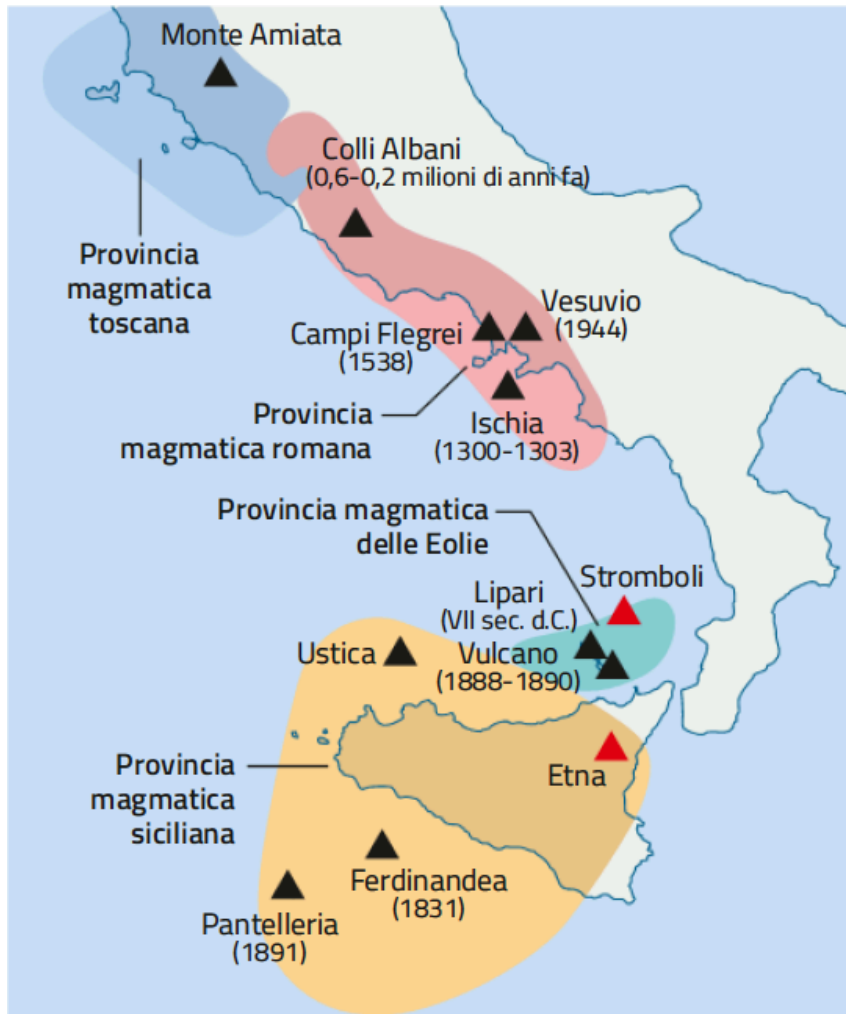 Monte Amiata
Colli Albani
(0,6-0,2 milioni di anni fa)
Provincia
magmatica
toscana
Vesuvio
(1944)
Campi Flegrei
(1538)
Provincia
magmatica romana
Ischia
(1300-1303)
Provincia magmatica
delle Eolie
Stromboli
Lipari
(VII sec. d.C.)
Ustica
Vulcano
(1888-1890)
Provincia
magmatica
siciliana
Etna
Ferdinandea
(1831)
Pantelleria
(1891)